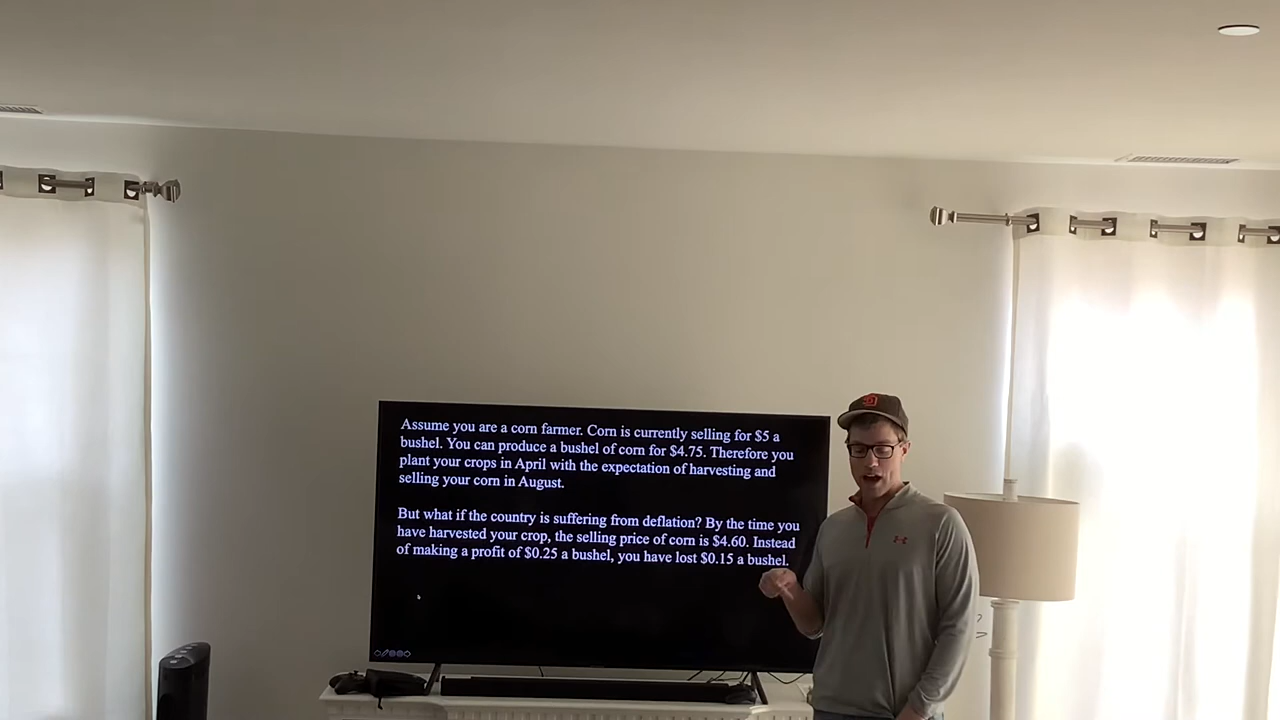 Assume you are a corn farmer. Corn is currently selling for $5 a
bushel. You can produce a bushel of corn for $4.75. Therefore you
plant your crops in April with the expectation of harvesting and
selling your corn in August.
But what if the country is suffering from deflation? By the time you
have harvested your crop, the selling price of corn is $4.60. Instead
of making a profit of $0.25 a bushel, you have lost $0.15 a bushel.